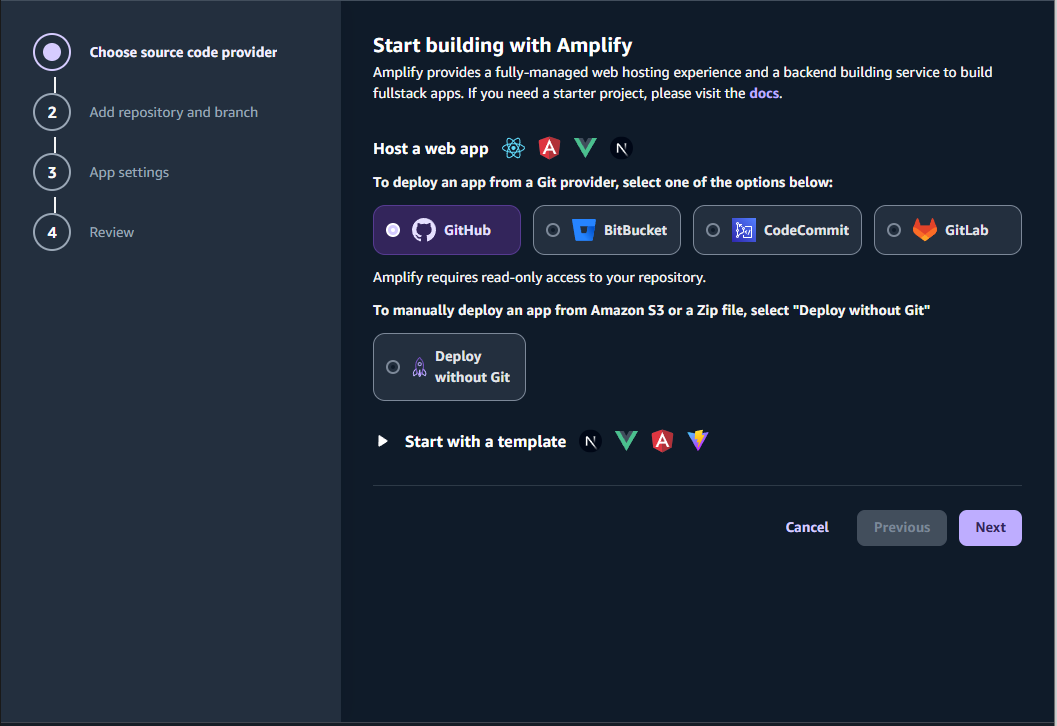 Choose source code provider
2
Add repository and branch
3
App settings
4
Review
Start building with Amplify
Amplify provides a fully-managed web hosting experience and a backend building service to build
fullstack apps. If you need a starter project, please visit the docs.
Host a web app
To deploy an app from a Git provider, select one of the options below:
GitHub
BitBucket
CodeCommit
GitLab
Amplify requires read-only access to your repository.
To manually deploy an app from Amazon S3 or a Zip file, select "Deploy without Git"
Deploy
without Git
Start with a template
Cancel
Previous
Next